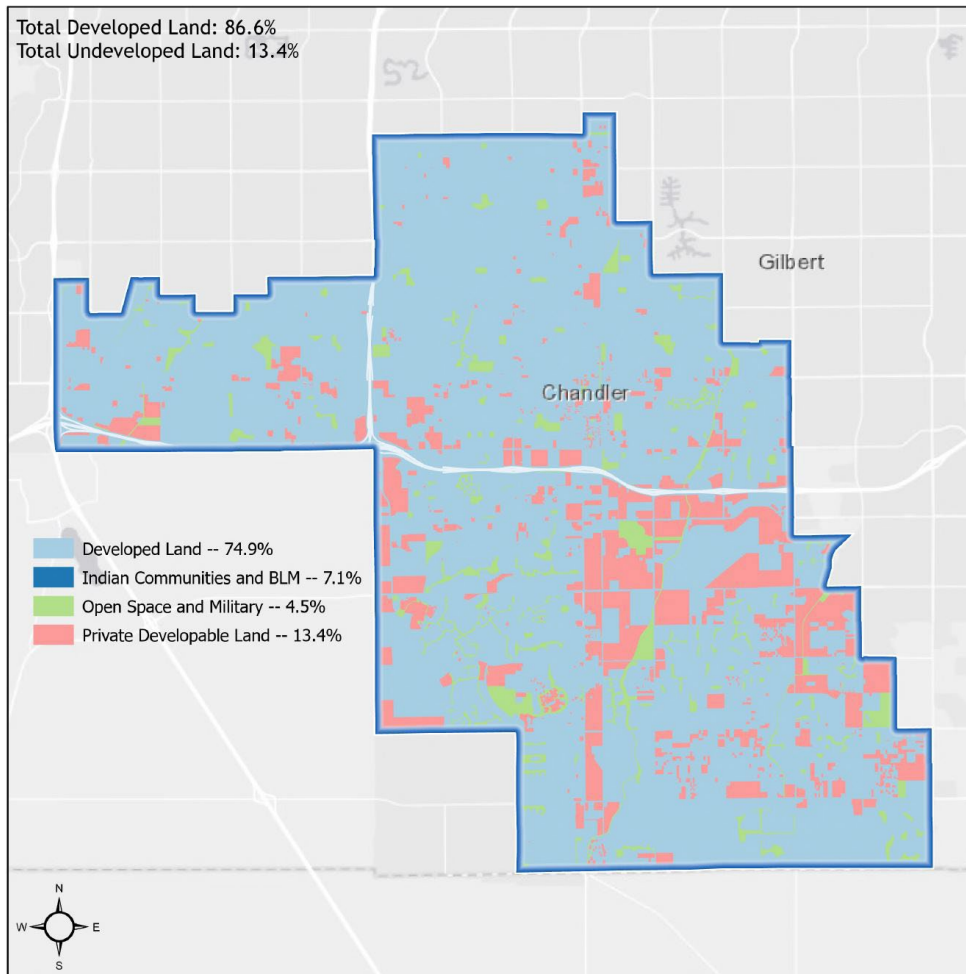 Total Developed Land: 86.6%
Total Undeveloped Land: 13.4%
Gilbert
Chandler
Developed Land -- 74.9%
Indian Communities and BLM -- 7.1%
Open Space and Military -- 4.5%
Private Developable Land -- 13.4%
N
W E
S